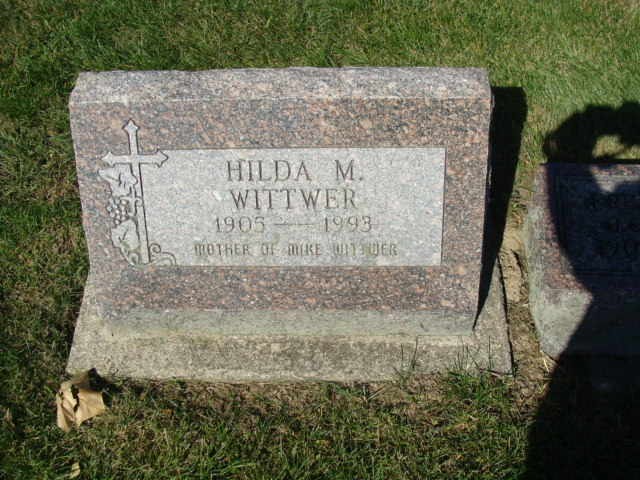 HILDA M.
WITTWER
1905 — 1993
MOTHER OF MIKE WITTWER